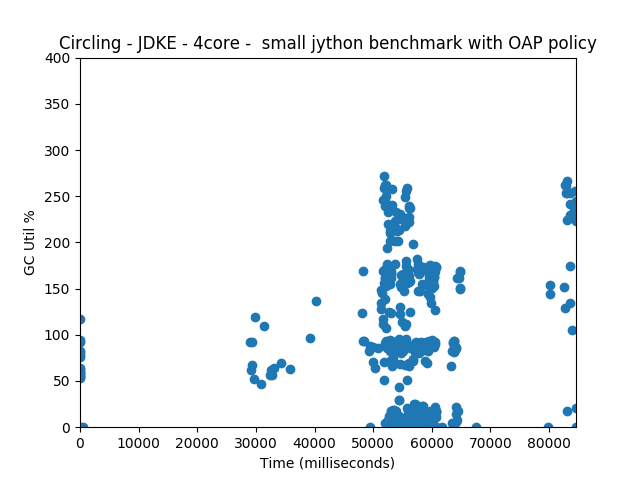 Circling - JDKE - 4core -  small jython benchmark with OAP policy
400
350
300
250
200
150
100
50
0
GC Util %
0 10000 20000 30000 40000 50000 60000 70000 80000
Time (milliseconds)